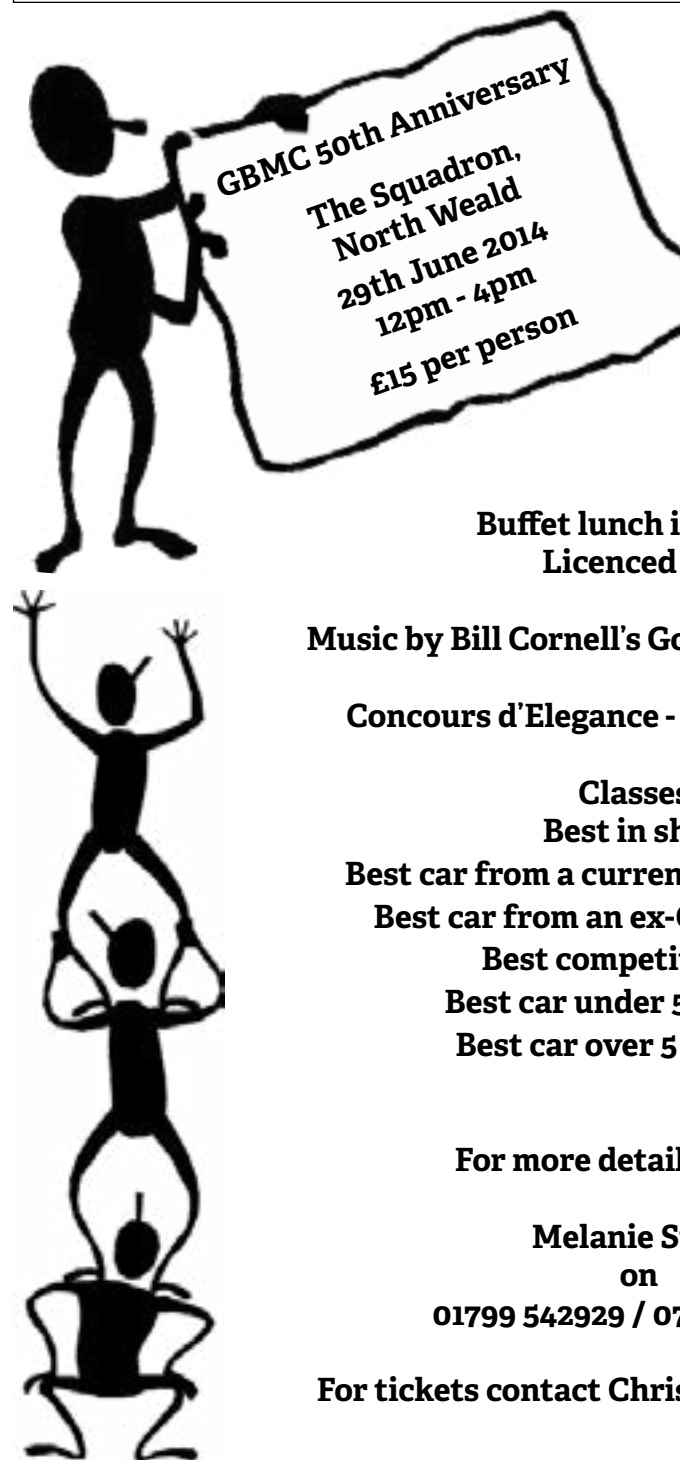 GBMC 50th Anniversary
The Squadron,
North Weald
29th June 2014
12pm - 4pm
£15 per person
Buffet lunch i
Licenced
Music by Bill Cornell's Go
Concours d'Elegance -
Classes
Best in sh
Best car from a curren
Best car from an ex-
Best competit
Best car under 5
Best car over 5
For more detail
Melanie S
on
01799 542929 / 07
For tickets contact Chris